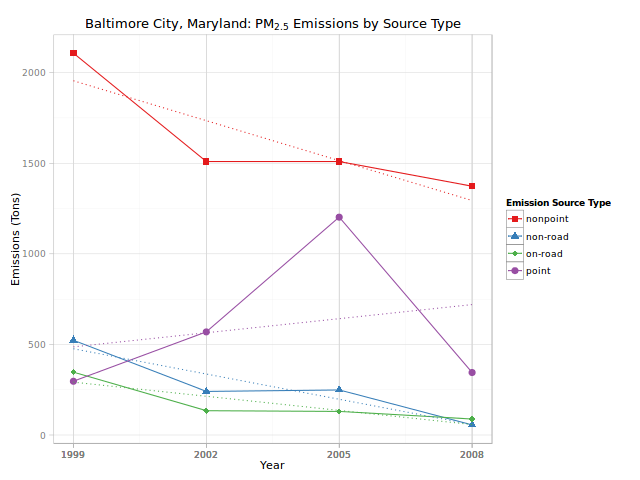 Baltimore City, Maryland: PM2.5 Emissions by Source Type
Emissions (Tons)
2000
1500
1000
500
0
1999 2002 2005 2008
Year
Emission Source Type
nonpoint
non-road
on-road
point